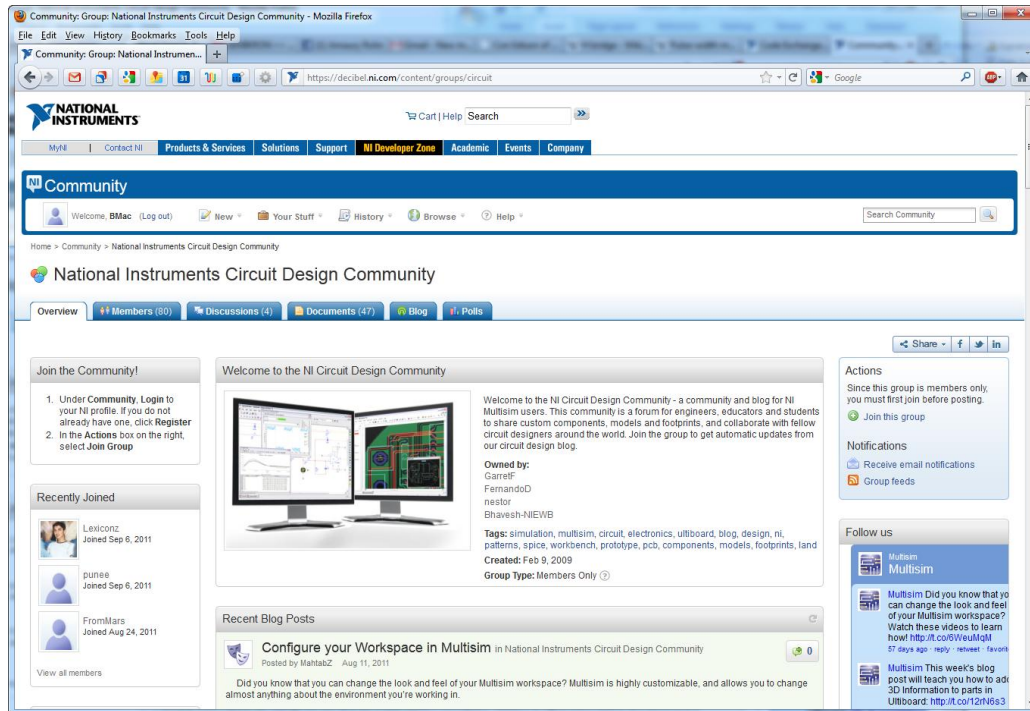 Community: Group: National Instruments Circuit Design Community - Mozilla Firefox
File Edit View History Bookmarks Tools Help
Community: Group: National Instrumen...
https://decibel.ni.com/content/groups/circuit
Google
NATIONAL
INSTRUMENTS
Cart | Help Search
MyNI | Contact NI Products & Services Solutions Support NI Developer Zone Academic Events Company
NI Community
Welcome, BMac (Log out) New Your Stuff History Browse Help Search Community
Home > Community > National Instruments Circuit Design Community
National Instruments Circuit Design Community
Overview Members (80) Discussions (4) Documents (47) Blog Polls
Share
Join the Community!
1. Under Community, Login to
your NI profile. If you do not
already have one, click Register
2. In the Actions box on the right,
select Join Group
Recently Joined
Lexiconz
Joined Sep 6, 2011
punee
Joined Sep 6, 2011
FromMars
Joined Aug 24, 2011
View all members
Welcome to the NI Circuit Design Community
Welcome to the NI Circuit Design Community - a community and blog for NI
Multisim users. This community is a forum for engineers, educators and students
to share custom components, models and footprints, and collaborate with fellow
circuit designers around the world. Join the group to get automatic updates from
our circuit design blog.
Owned by:
GarretF
FernandoD
nestor
Bhavesh-NIEWB
Tags: simulation, multisim, circuit, electronics, ultiboard, blog, design, ni,
patterns, spice, workbench, prototype, pcb, components, models, footprints, land
Created: Feb 9, 2009
Group Type: Members Only
Recent Blog Posts
Configure your Workspace in Multisim in National Instruments Circuit Design Community
Posted by MahtabZ Aug 11, 2011
0
Did you know that you can change the look and feel of your Multisim workspace? Multisim is highly customizable, and allows you to change
almost anything about the environment you're working in.
Actions
Since this group is members only,
you must first join before posting.
Join this group
Notifications
Receive email notifications
Group feeds
Follow us
Multisim
Multisim
Multisim Did you know that yo
can change the look and feel
of your Multisim workspace?
Watch these videos to learn
how! http://t.co/6WeuMqM
57 days ago · reply · retweet · favorit
Multisim This week's blog
post will teach you how to add
3D Information to parts in
Ultiboard: http://t.co/12rN6s3